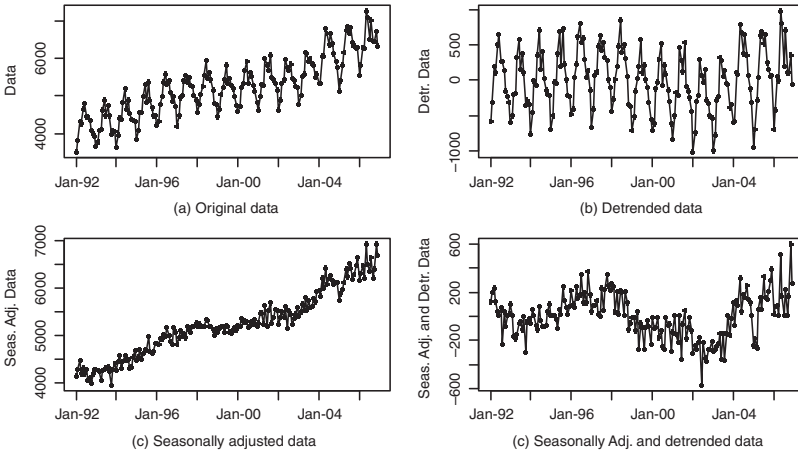 Data
6000
4000
Jan-92
Jan-96
Jan-00
Jan-04
(a) Original data
Detr. Data
500
0
-1000
Jan-92
Jan-96
Jan-00
Jan-04
(b) Detrended data
Seas. Adj. Data
7000
6000
5000
4000
Jan-92
Jan-96
Jan-00
Jan-04
(c) Seasonally adjusted data
Seas. Adj. and Detr. Data
600
200
-200
-600
Jan-92
Jan-96
Jan-00
Jan-04
(c) Seasonally Adj. and detrended data